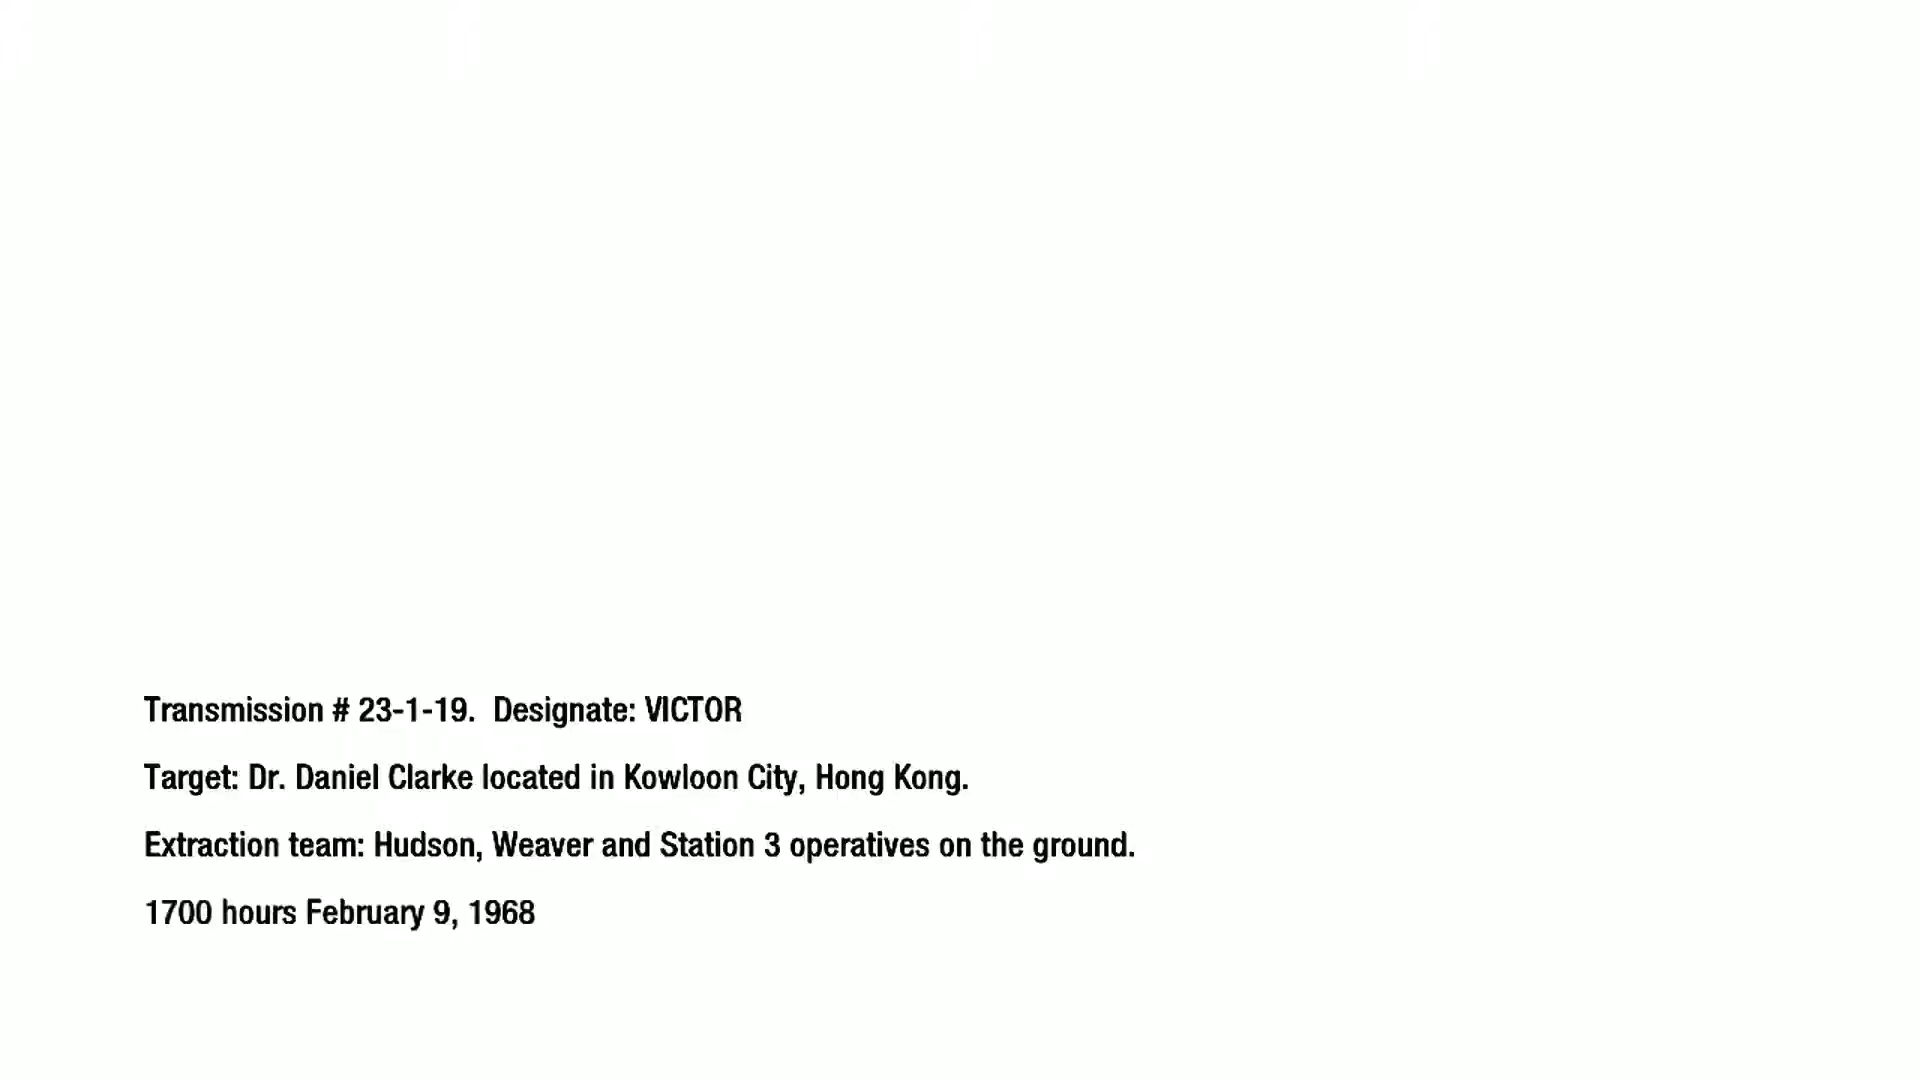 Transmission # 23-1-19.  Designate: VICTOR
Target: Dr. Daniel Clarke located in Kowloon City, Hong Kong.
Extraction team: Hudson, Weaver and Station 3 operatives on the ground.
1700 hours February 9, 1968